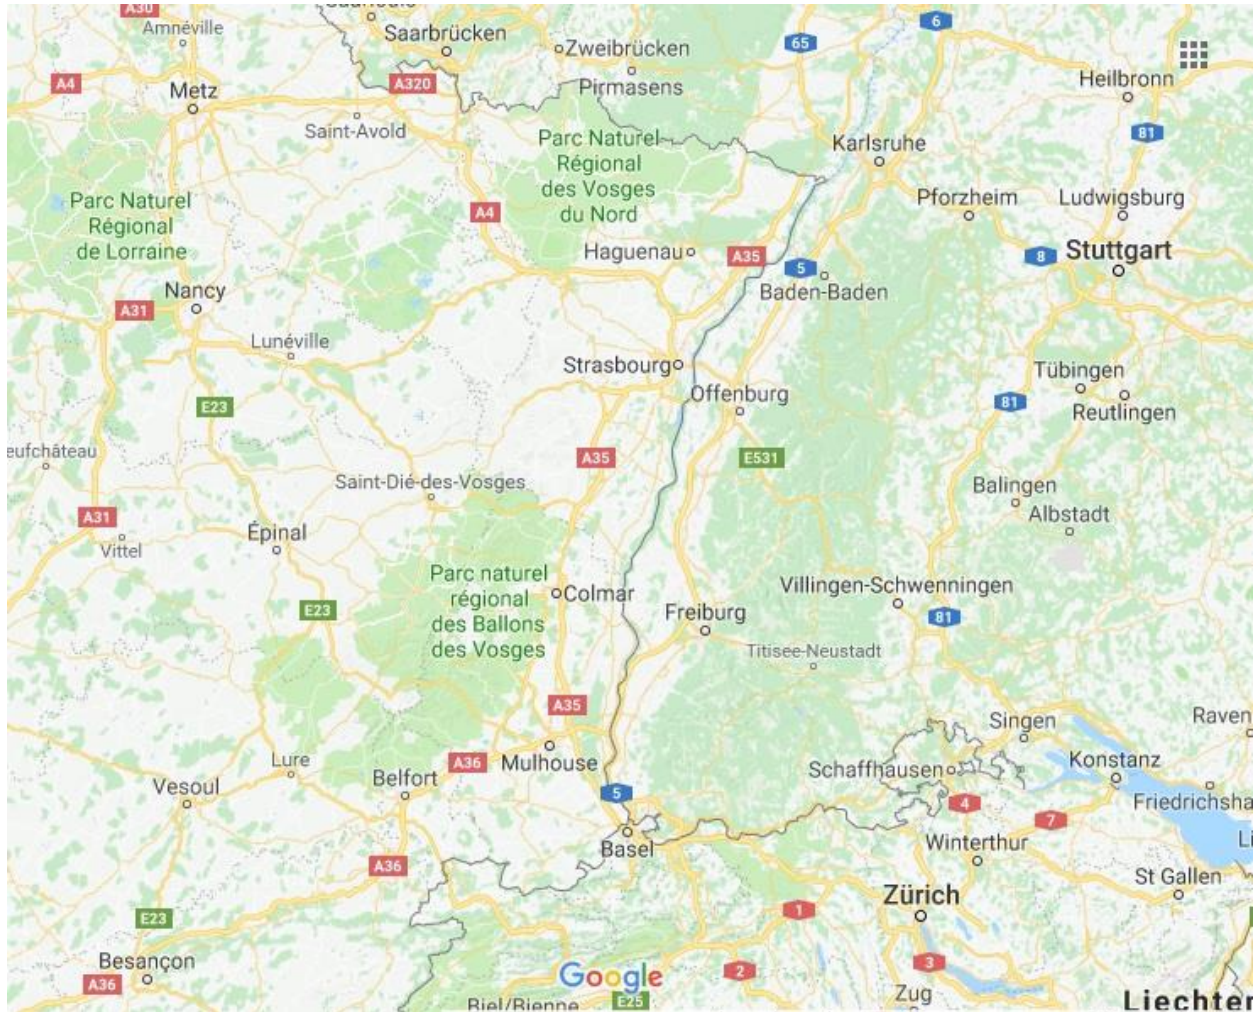 A30
Saarlouis
Amnéville
Saarbrücken
Zweibrücken
65
6
A4
Metz
A320
Pirmasens
Heilbronn
Saint-Avold
Parc Naturel
Régional
des Vosges
du Nord
Karlsruhe
81
Parc Naturel
Régional
de Lorraine
A4
Pforzheim
Ludwigsburg
Haguenau
A35
5
8
Stuttgart
Baden-Baden
A31
Nancy
Lunéville
Strasbourg
Offenburg
Tübingen
E23
81
Reutlingen
eufchâteau
A35
E531
Saint-Dié-des-Vosges
Balingen
A31
Albstadt
Vittel
Épinal
Parc naturel
régional
des Ballons
des Vosges
Colmar
Villingen-Schwenningen
E23
Freiburg
81
Titisee-Neustadt
A35
Singen
Raven
Lure
A36
Mulhouse
Schaffhausen
Konstanz
Vesoul
Belfort
5
4
Friedrichsha
7
Basel
Winterthur
Li
A36
St Gallen
Zürich
E23
1
Besançon
A36
Google
2
3
Biel/Bienne
E25
Zug
Liechter